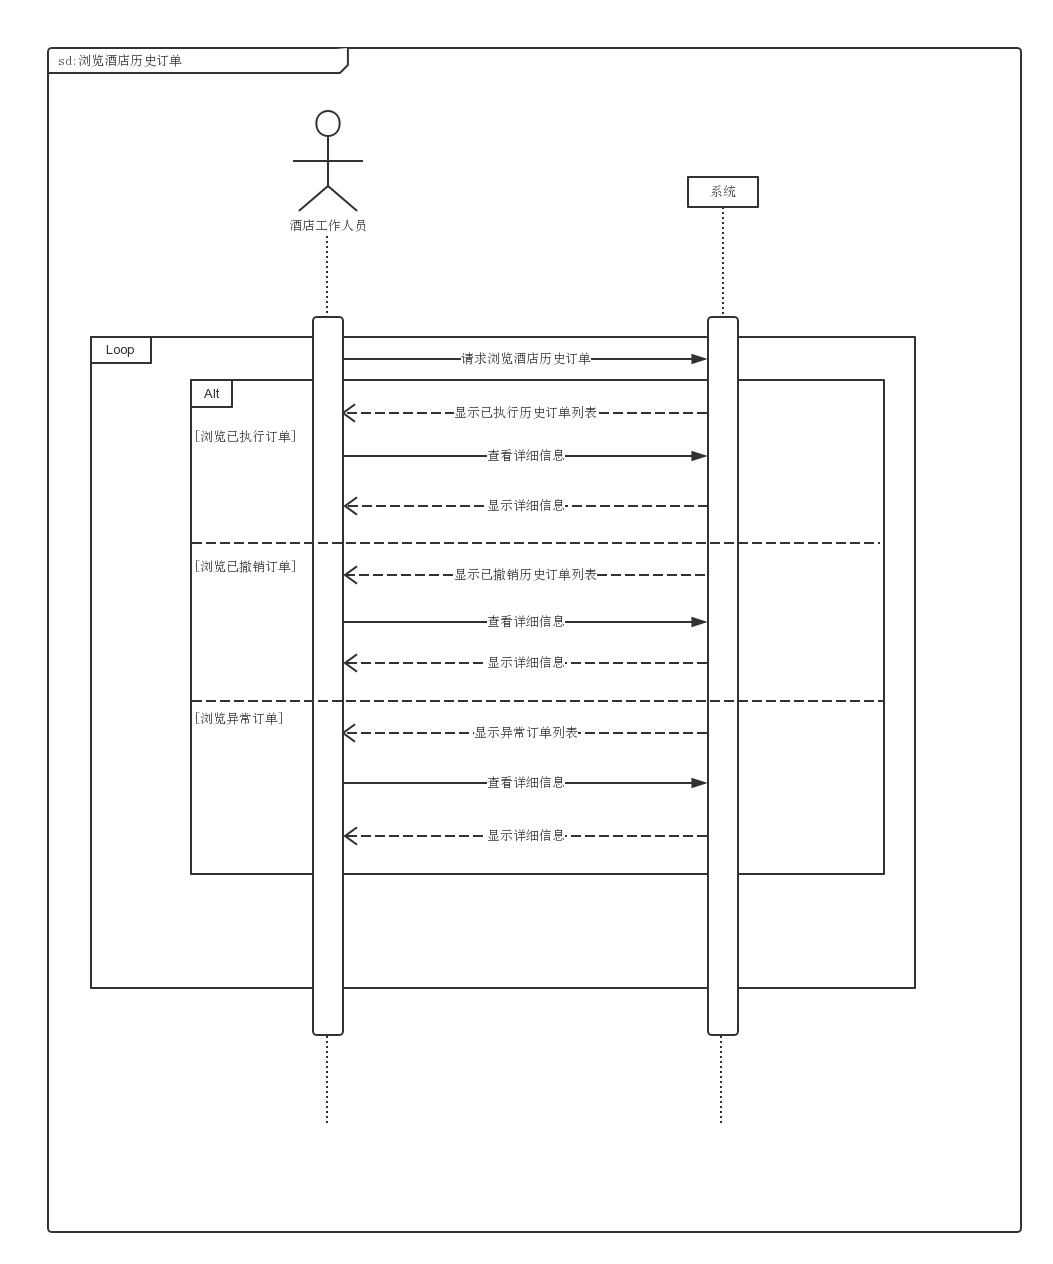 sd:浏览酒店历史订单
系统
酒店工作人员
Loop
请求浏览酒店历史订单
Alt
显示已执行历史订单列表
[浏览已执行订单]
查看详细信息
显示详细信息
[浏览已撤销订单]
显示已撤销历史订单列表
查看详细信息
显示详细信息
[浏览异常订单]
显示异常订单列表
查看详细信息
显示详细信息